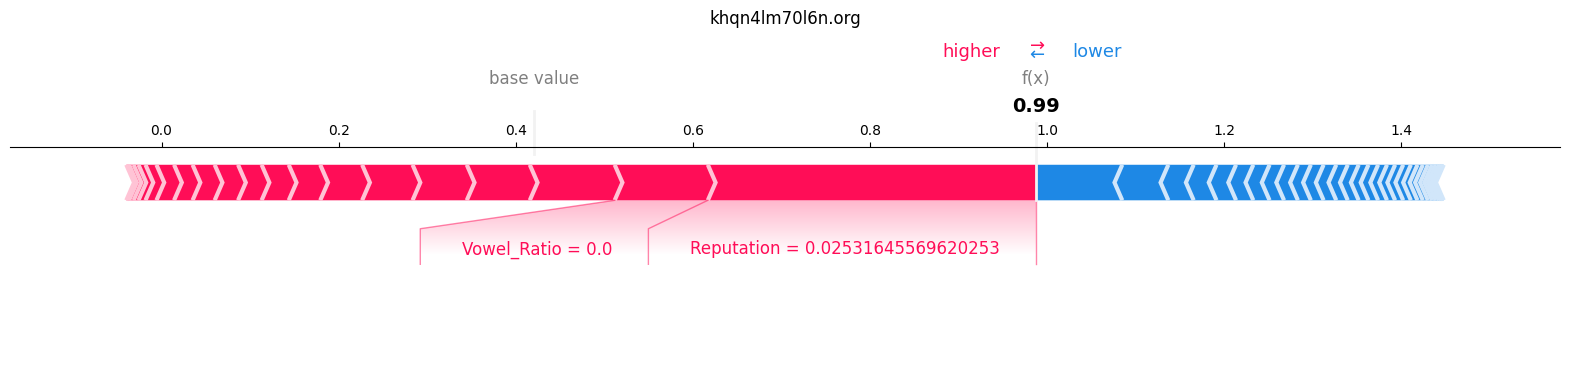 khqn4lm70l6n.org
higher ⇄ lower
base value f(x)
0.99
0.0 0.2 0.4 0.6 0.8 1.0 1.2 1.4
Vowel_Ratio = 0.0 Reputation = 0.02531645569620253